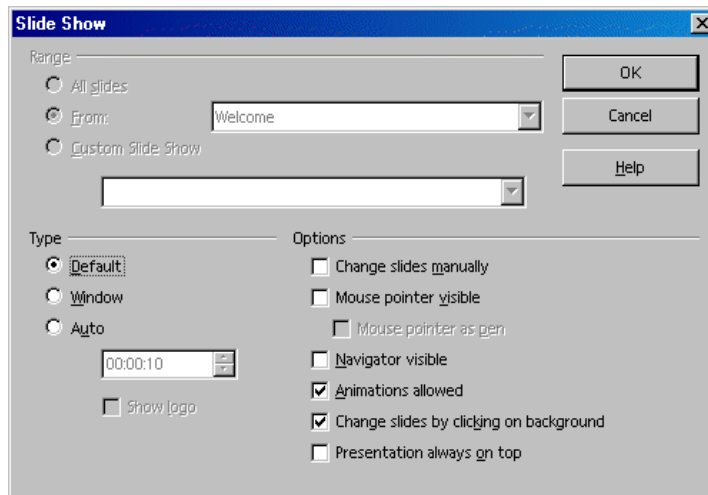 Slide Show
Range
All slides
From:
Welcome
Custom Slide Show
OK
Cancel
Help
Type
Default
Window
Auto
00:00:10
Show logo
Options
Change slides manually
Mouse pointer visible
Mouse pointer as pen
Navigator visible
Animations allowed
Change slides by clicking on background
Presentation always on top